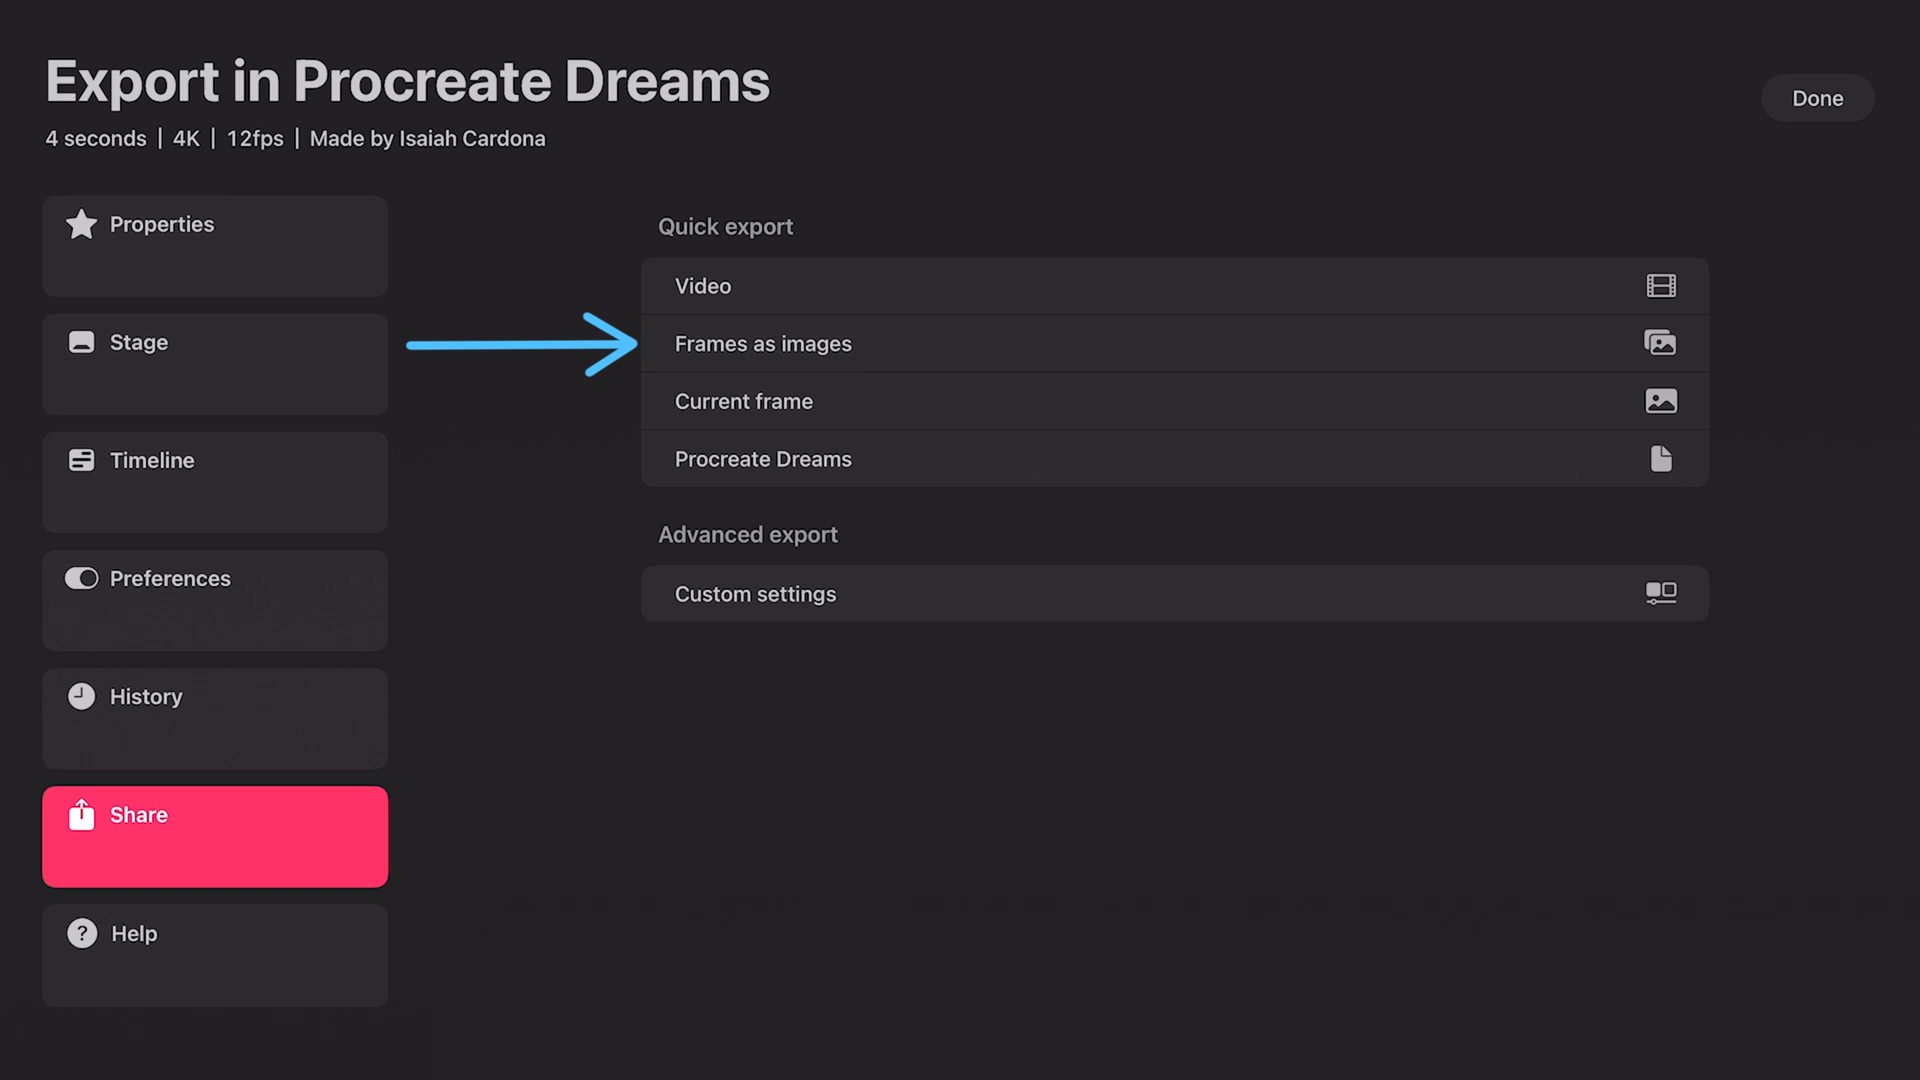 Export in Procreate Dreams
Done
4 seconds | 4K | 12fps | Made by Isaiah Cardona
Properties
Stage
Timeline
Preferences
History
Share
Help
Quick export
Video
Frames as images
Current frame
Procreate Dreams
Advanced export
Custom settings